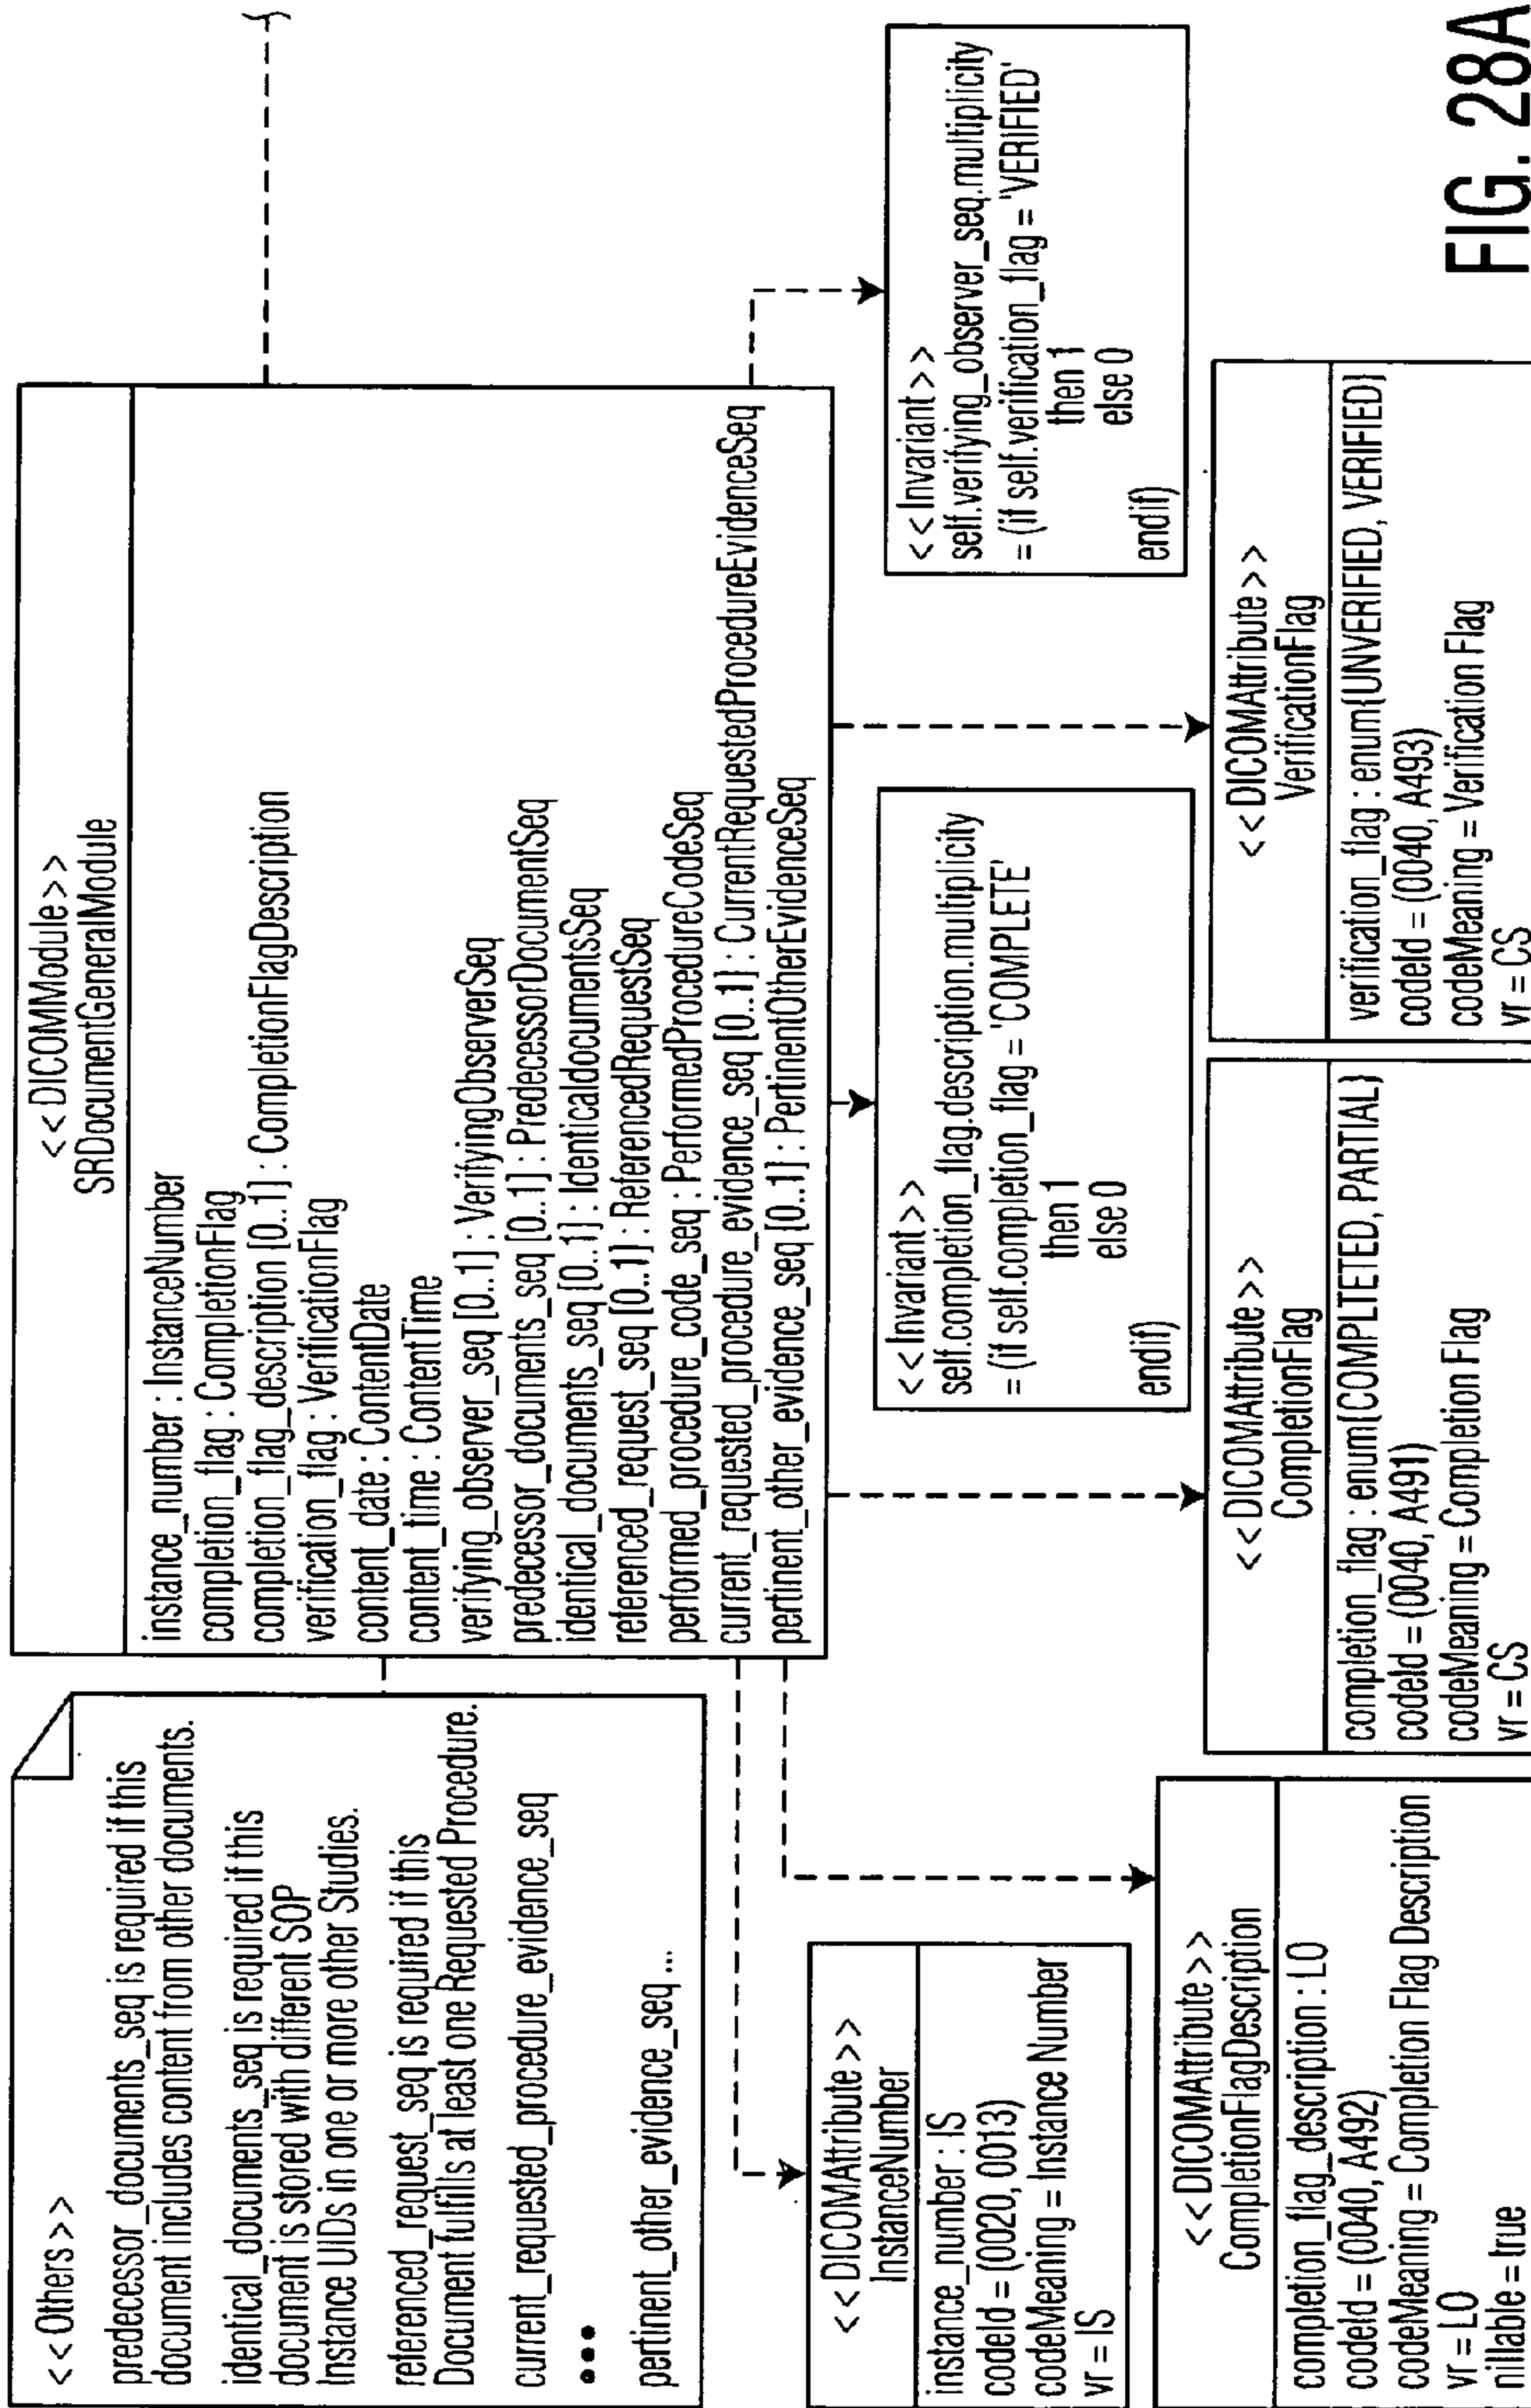 <<Others>>
predecessor_documents_seq is required if this
document includes content from other documents.
identical_documents_seq is required if this
document is stored with different SOP
Instance UIDs in one or more other Studies.
referenced_request_seq is required if this
Document fulfills at least one Requested Procedure.
current_requested_procedure_evidence_seq
•••
pertinent_other_evidence_seq ...
<<DICOMModule>>
SRDocumentGeneralModule
instance_number : InstanceNumber
completion_flag : CompletionFlag
completion_flag_description [0..1] : CompletionFlagDescription
verification_flag : VerificationFlag
content_date : ContentDate
content_time : ContentTime
verifying_observer_seq [0..1] : VerifyingObserverSeq
predecessor_documents_seq [0..1] : PredecessorDocumentSeq
identical_documents_seq [0..1] : IdenticaldocumentsSeq
referenced_request_seq [0..1] : ReferencedRequestSeq
performed_procedure_code_seq : PerformedProcedureCodeSeq
current_requested_procedure_evidence_seq [0..1] : CurrentRequestedProcedureEvidenceSeq
pertinent_other_evidence_seq [0..1] : PertinentOtherEvidenceSeq
<<DICOMAttribute>>
InstanceNumber
instance_number : IS
codeId = (0020, 0013)
codeMeaning = Instance Number
vr = IS
<<Invariant>>
self.completion_flag.description.multiplicity
= (if self.completion_flag = 'COMPLETE'
then 1
else 0
endif)
<<Invariant>>
self.verifying_observer_seq.multiplicity
= (if self.verification_flag = 'VERIFIED'
then 1
else 0
endif)
<<DICOMAttribute>>
CompletionFlagDescription
completion_flag_description : LO
codeId = (0040, A492)
codeMeaning = Completion Flag Description
vr = LO
nillable = true
<<DICOMAttribute>>
CompletionFlag
completion_flag : enum{COMPLTETED, PARTIAL}
codeId = (0040, A491)
codeMeaning = Completion Flag
vr = CS
<<DICOMAttribute>>
VerificationFlag
verification_flag : enum{UNVERIFIED, VERIFIED}
codeId = (0040, A493)
codeMeaning = Verification Flag
vr = CS
FIG. 28A